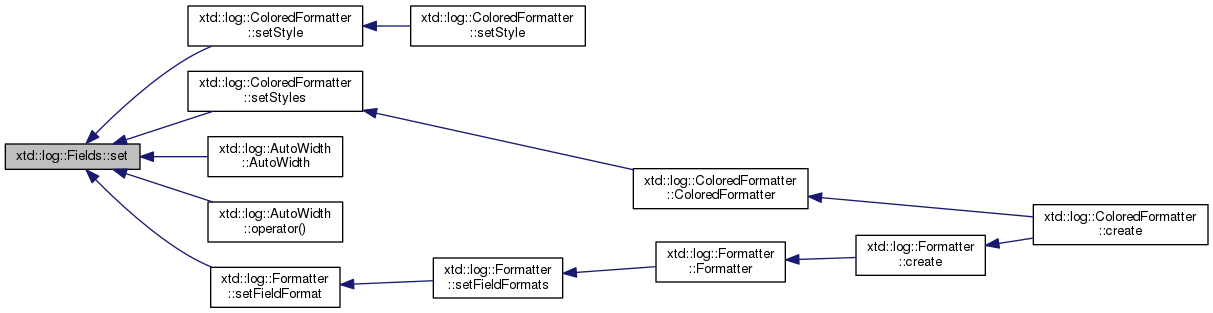 xtd::log::ColoredFormatter
::setStyle
xtd::log::ColoredFormatter
::setStyle
xtd::log::ColoredFormatter
::setStyles
xtd::log::Fields::set
xtd::log::AutoWidth
::AutoWidth
xtd::log::ColoredFormatter
::ColoredFormatter
xtd::log::AutoWidth
::operator()
xtd::log::ColoredFormatter
::create
xtd::log::Formatter
::create
xtd::log::Formatter
::Formatter
xtd::log::Formatter
::setFieldFormats
xtd::log::Formatter
::setFieldFormat